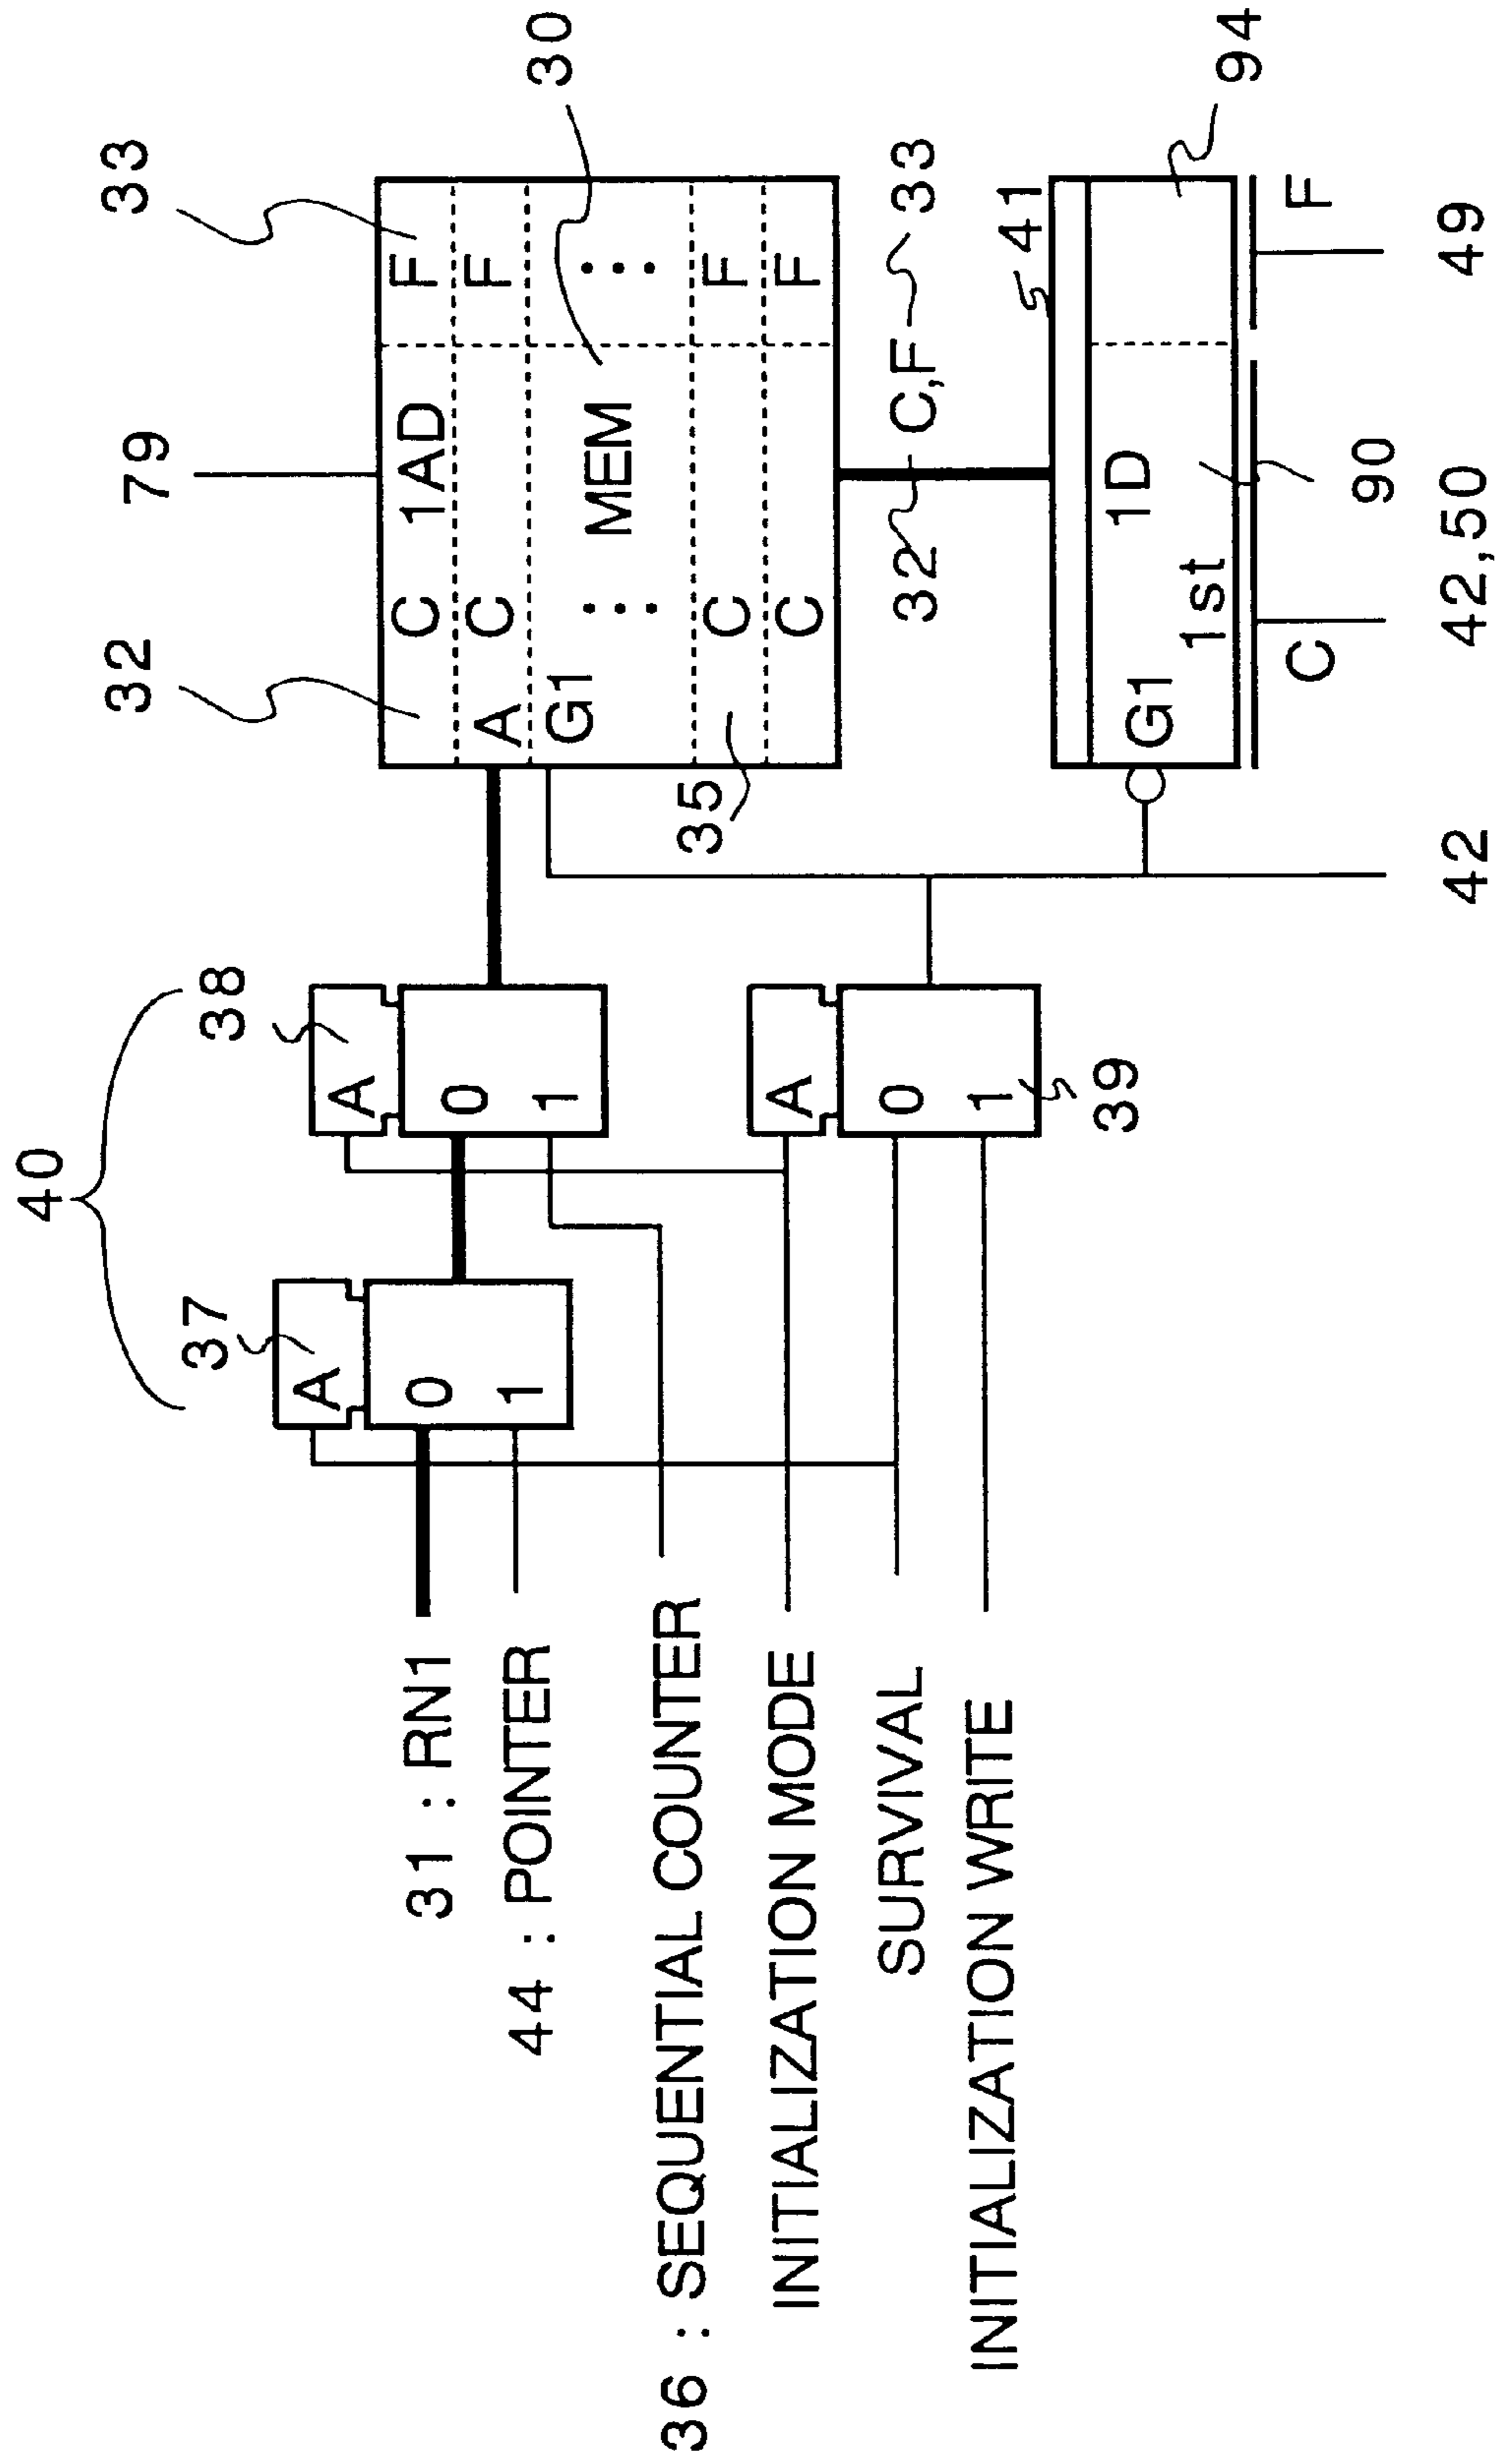 40
37
38
A
0
1
A
0
1
A
0
1
39
31 : RN1
44 : POINTER
36 : SEQUENTIAL COUNTER
INITIALIZATION MODE
SURVIVAL
INITIALIZATION WRITE
32
79
33
30
C 1AD F
A C F
G1 ⋮ MEM ⋮
C F
C F
35
32 C,F 33
41
G1 1D
1st
94
90
C
F
42
42,50
49